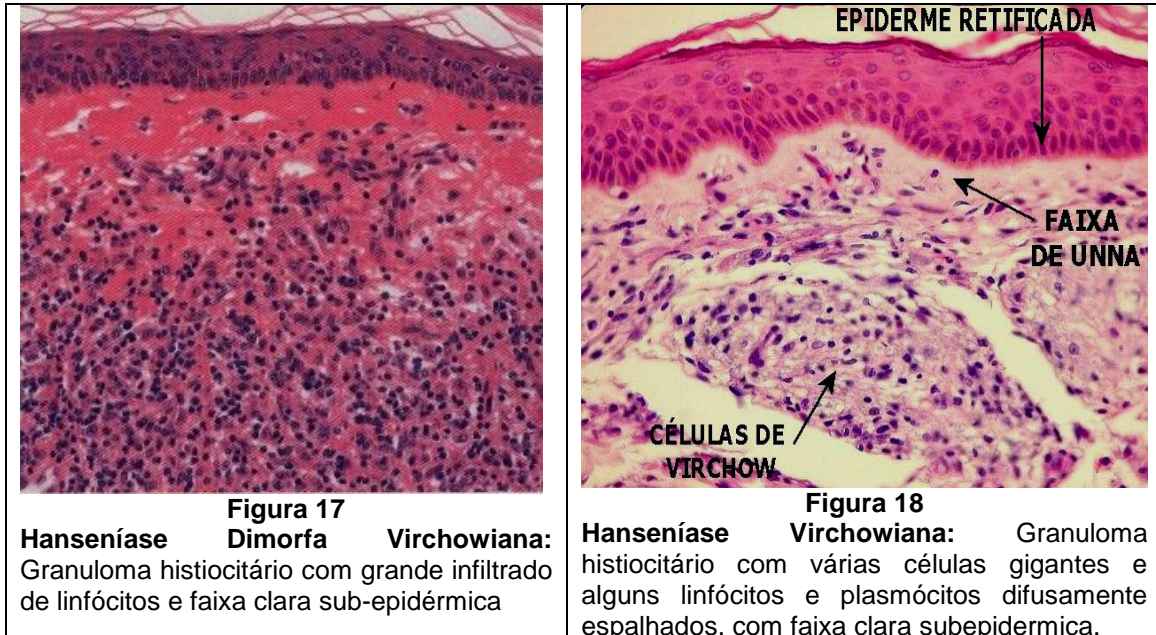 Figura 17
Hanseníase Dimorfa Virchowiana:
Granuloma histiocitário com grande infiltrado
de linfócitos e faixa clara sub-epidérmica
EPIDERME RETIFICADA
FAIXA
DE UNNA
CÉLULAS DE
VIRCHOW
Figura 18
Hanseníase Virchowiana: Granuloma
histiocitário com várias células gigantes e
alguns linfócitos e plasmócitos difusamente
espalhados, com faixa clara subepidermica.